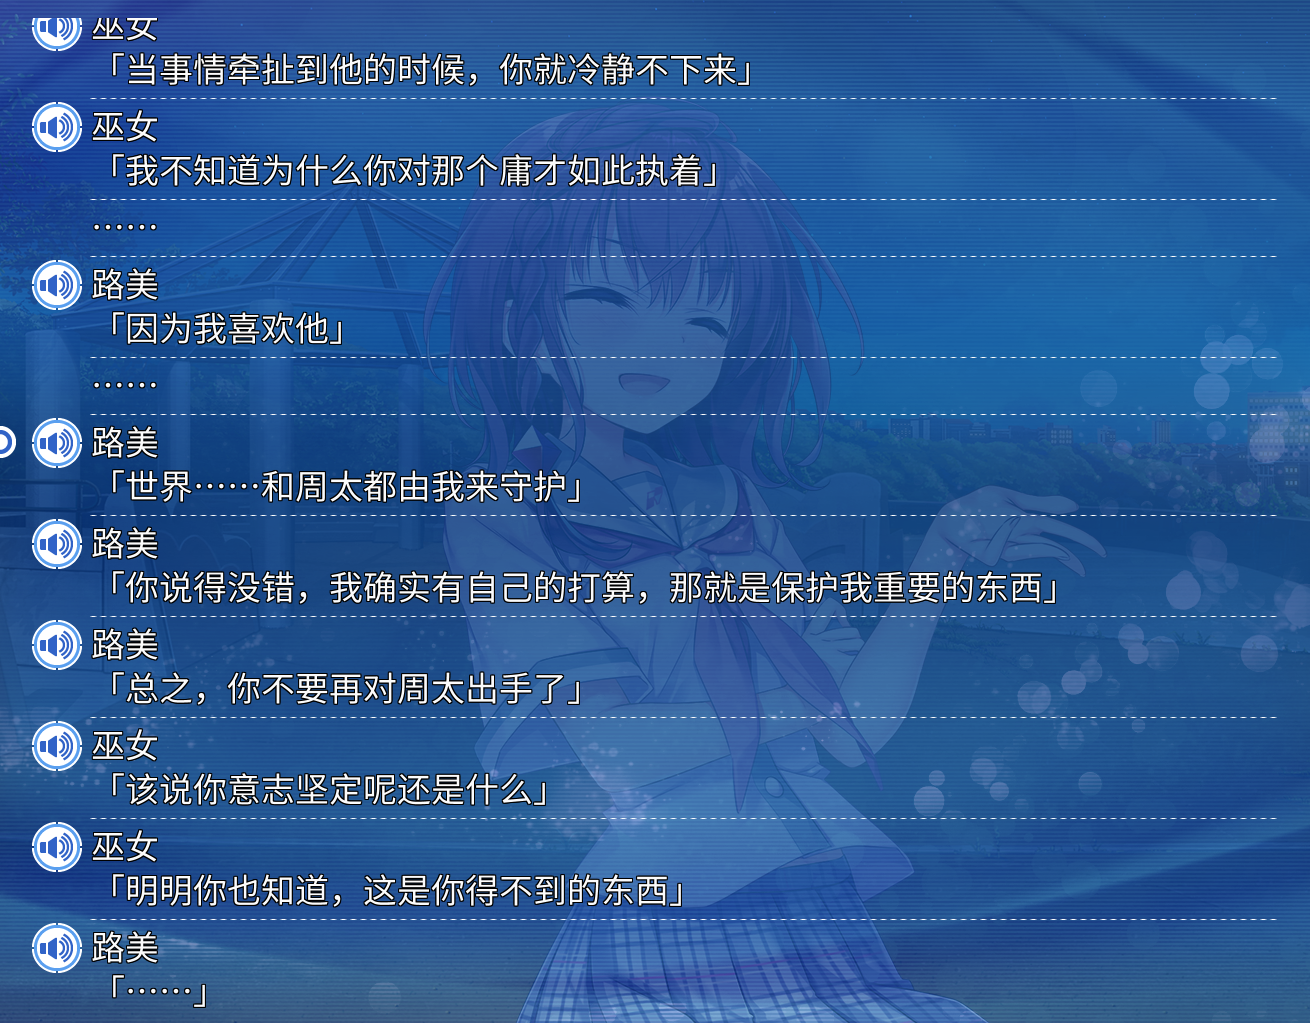 巫女
「当事情牵扯到他的时候，你就冷静不下来」
巫女
「我不知道为什么你对那个庸才如此执着」
……
路美
「因为我喜欢他」
……
路美
「世界……和周太都由我来守护」
路美
「你说得没错，我确实有自己的打算，那就是保护我重要的东西」
路美
「总之，你不要再对周太出手了」
巫女
「该说你意志坚定呢还是什么」
巫女
「明明你也知道，这是你得不到的东西」
路美
「……」